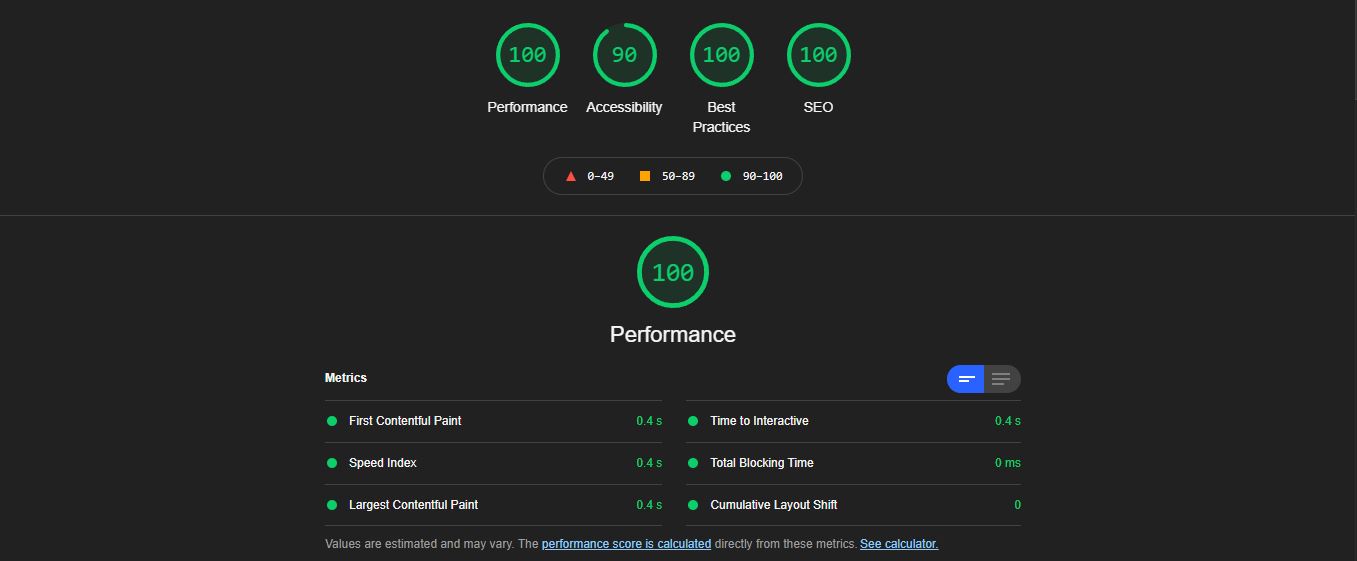 100 90 100 100
Performance Accessibility Best Practices SEO
0–49 50–89 90–100
100
Performance
Metrics
First Contentful Paint 0.4 s
Time to Interactive 0.4 s
Speed Index 0.4 s
Total Blocking Time 0 ms
Largest Contentful Paint 0.4 s
Cumulative Layout Shift 0
Values are estimated and may vary. The performance score is calculated directly from these metrics. See calculator.